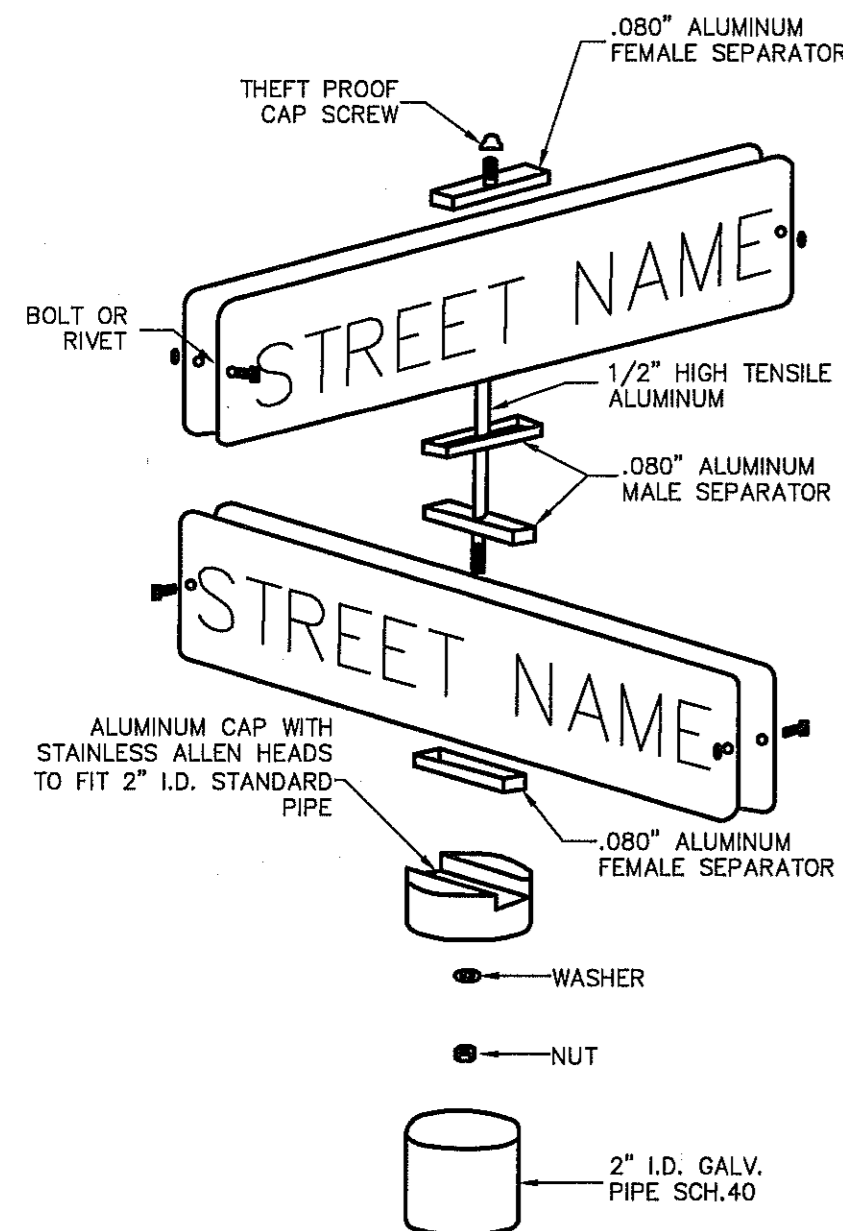 .080" ALUMINUM
FEMALE SEPARATOR
THEFT PROOF
CAP SCREW
STREET NAME
BOLT OR
RIVET
1/2" HIGH TENSILE
ALUMINUM
.080" ALUMINUM
MALE SEPARATOR
STREET NAME
ALUMINUM CAP WITH
STAINLESS ALLEN HEADS
TO FIT 2" I.D. STANDARD
PIPE
.080" ALUMINUM
FEMALE SEPARATOR
WASHER
NUT
2" I.D. GALV.
PIPE SCH.40